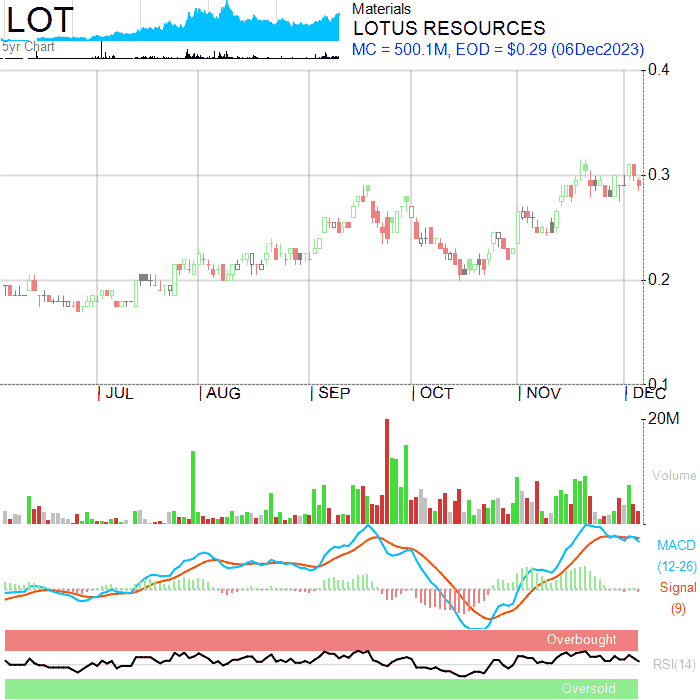 LOT
5yr Chart
Materials
LOTUS RESOURCES
MC = 500.1M, EOD = $0.29 (06Dec2023)
0.4
0.3
0.2
0.1
JUL
AUG
SEP
OCT
NOV
DEC
20M
Volume
MACD
(12-26)
Signal
(9)
Overbought
RSI(14)
Oversold